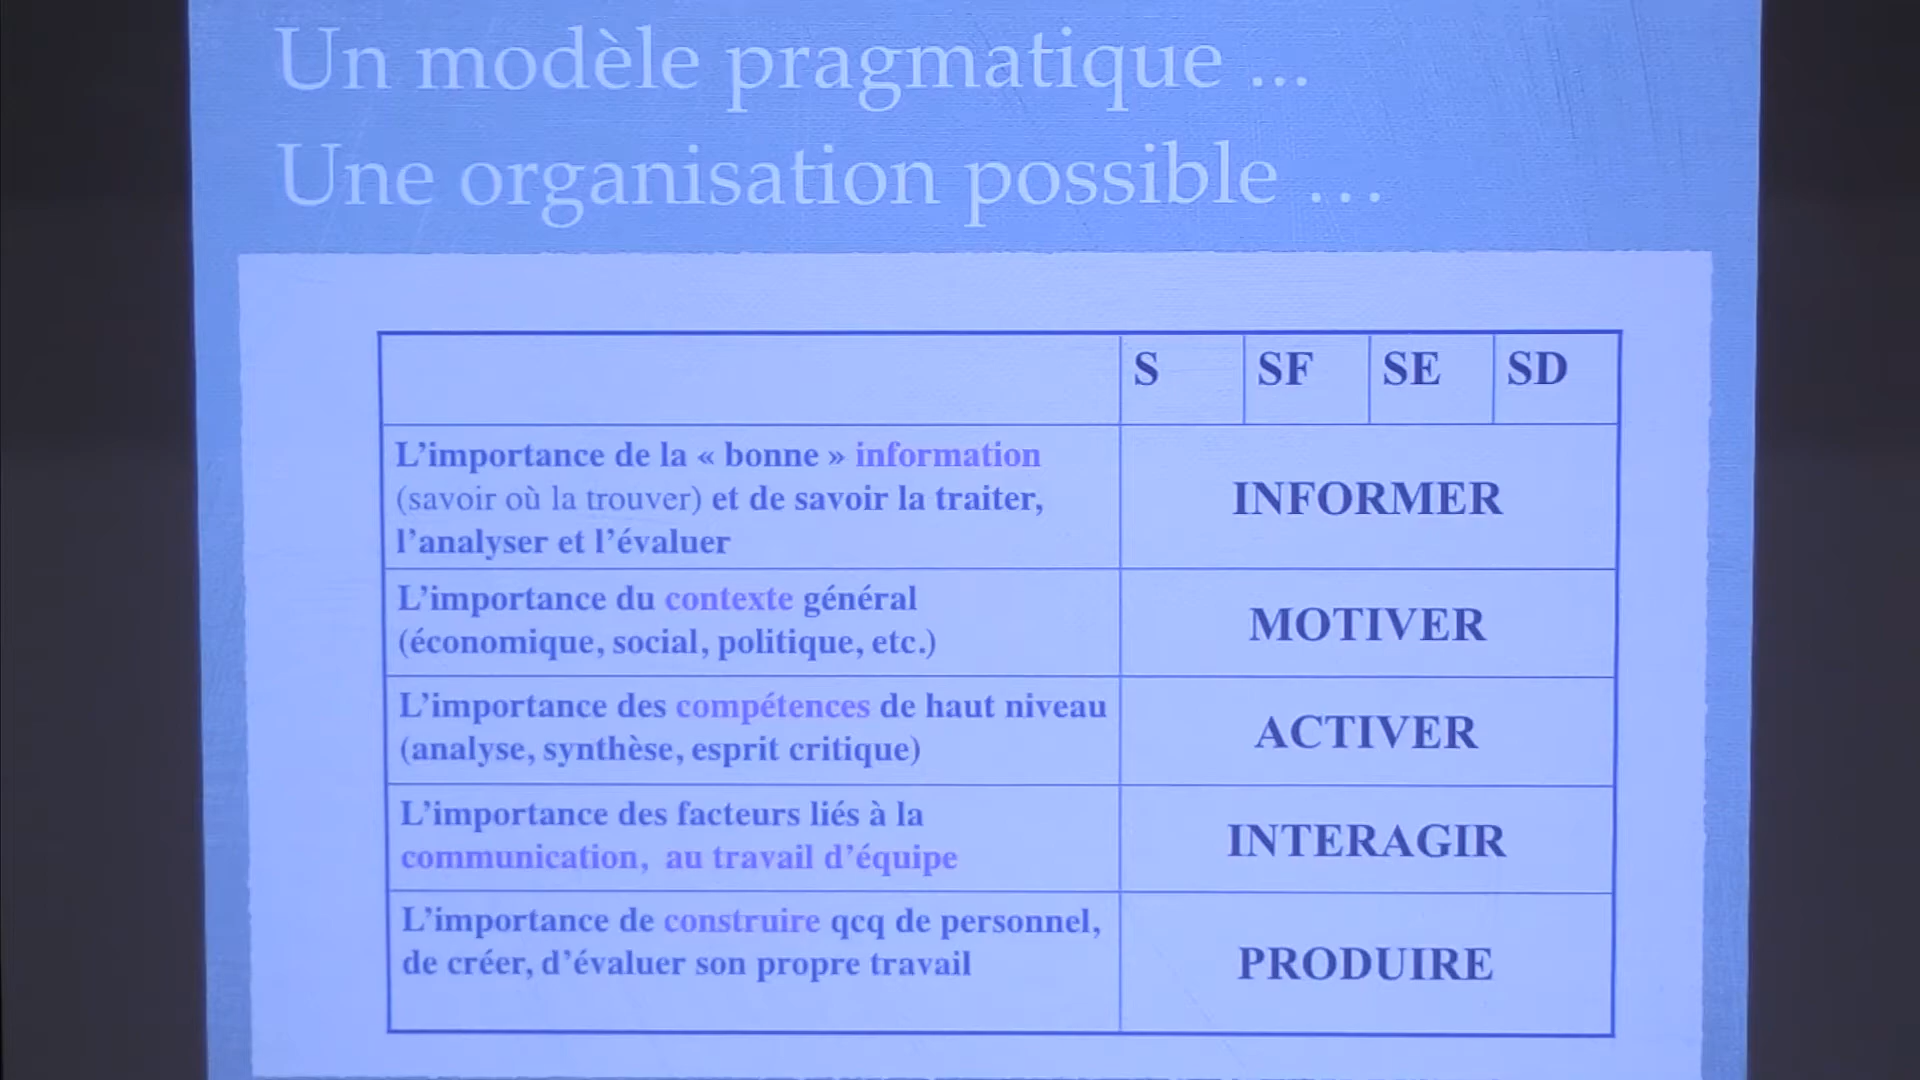 Un modèle pragmatique ...
Une organisation possible ...
S SF SE SD
L’importance de la « bonne » information
(savoir où la trouver) et de savoir la traiter,
l’analyser et l’évaluer
INFORMER
L’importance du contexte général
(économique, social, politique, etc.)
MOTIVER
L’importance des compétences de haut niveau
(analyse, synthèse, esprit critique)
ACTIVER
L’importance des facteurs liés à la
communication, au travail d’équipe
INTERAGIR
L’importance de construire qcq de personnel,
de créer, d’évaluer son propre travail
PRODUIRE